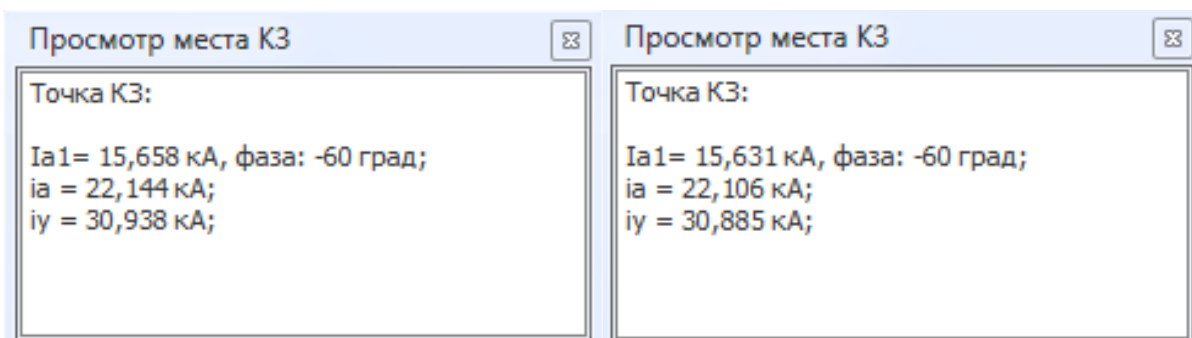 Просмотр места КЗ
Точка КЗ:
Ia1= 15,658 кА, фаза: -60 град;
ia = 22,144 кА;
iy = 30,938 кА;
Просмотр места КЗ
Точка КЗ:
Ia1= 15,631 кА, фаза: -60 град;
ia = 22,106 кА;
iy = 30,885 кА;